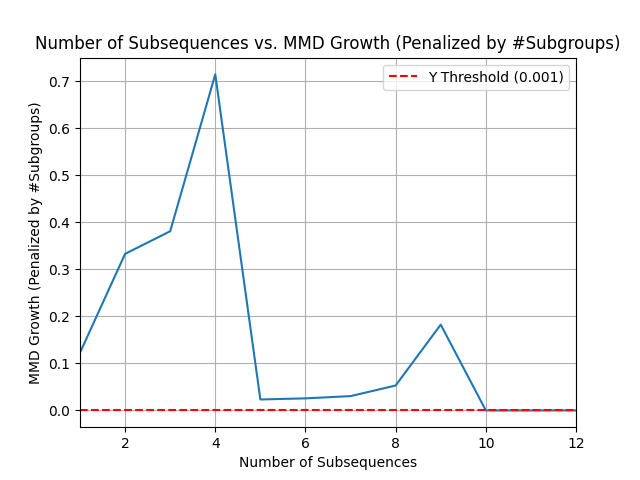 Number of Subsequences vs. MMD Growth (Penalized by #Subgroups)
Y Threshold (0.001)
MMD Growth (Penalized by #Subgroups)
0.7
0.6
0.5
0.4
0.3
0.2
0.1
0.0
2 4 6 8 10 12
Number of Subsequences